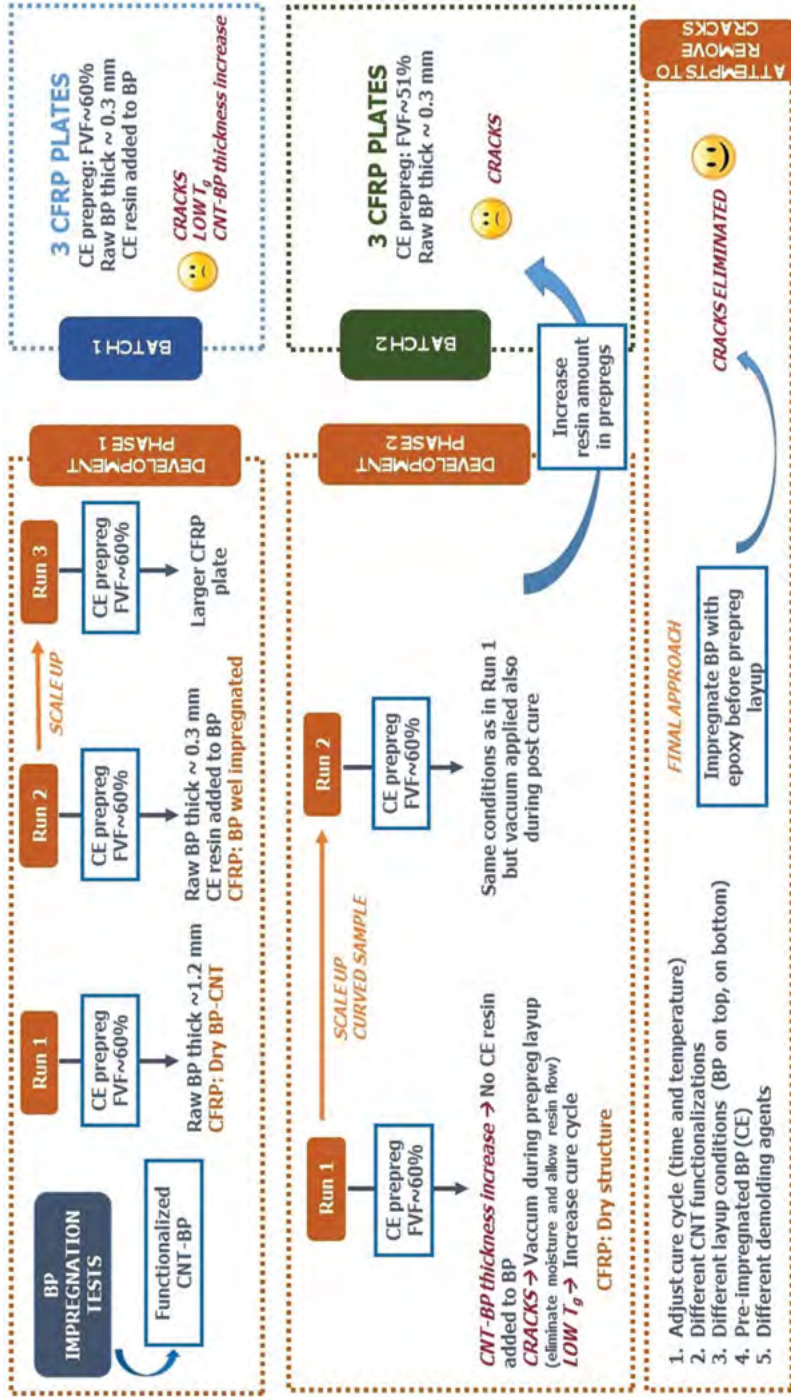 BP
IMPREGNATION
TESTS
Functionalized
CNT-BP
Run 1
CE prepreg
FVF~60%
Raw BP thick ~1.2 mm
CFRP: Dry BP-CNT
Run 2
CE prepreg
FVF~60%
Raw BP thick ~ 0.3 mm
CE resin added to BP
CFRP: BP wel impregnated
SCALE UP
Run 3
CE prepreg
FVF~60%
Larger CFRP
plate
DEVELOPMENT
PHASE 1
BATCH 1
3 CFRP PLATES
CE prepreg: FVF~60%
Raw BP thick ~ 0.3 mm
CE resin added to BP
CRACKS
LOW Tg
CNT-BP thickness increase
Run 1
CE prepreg
FVF~60%
CNT-BP thickness increase → No CE resin
added to BP
CRACKS → Vaccum during prepreg layup
(eliminate moisture and allow resin flow)
LOW Tg → Increase cure cycle
CFRP: Dry structure
SCALE UP
CURVED SAMPLE
Run 2
CE prepreg
FVF~60%
Same conditions as in Run 1
but vacuum applied also
during post cure
DEVELOPMENT
PHASE 2
Increase
resin amount
in prepregs
BATCH 2
3 CFRP PLATES
CE prepreg: FVF~51%
Raw BP thick ~ 0.3 mm
CRACKS
1. Adjust cure cycle (time and temperature)
2. Different CNT functionalizations
3. Different layup conditions (BP on top, on bottom)
4. Pre-impregnated BP (CE)
5. Different demolding agents
FINAL APPROACH
Impregnate BP with
epoxy before prepreg
layup
CRACKS ELIMINATED
ATTEMPTS TO
REMOVE
CRACKS